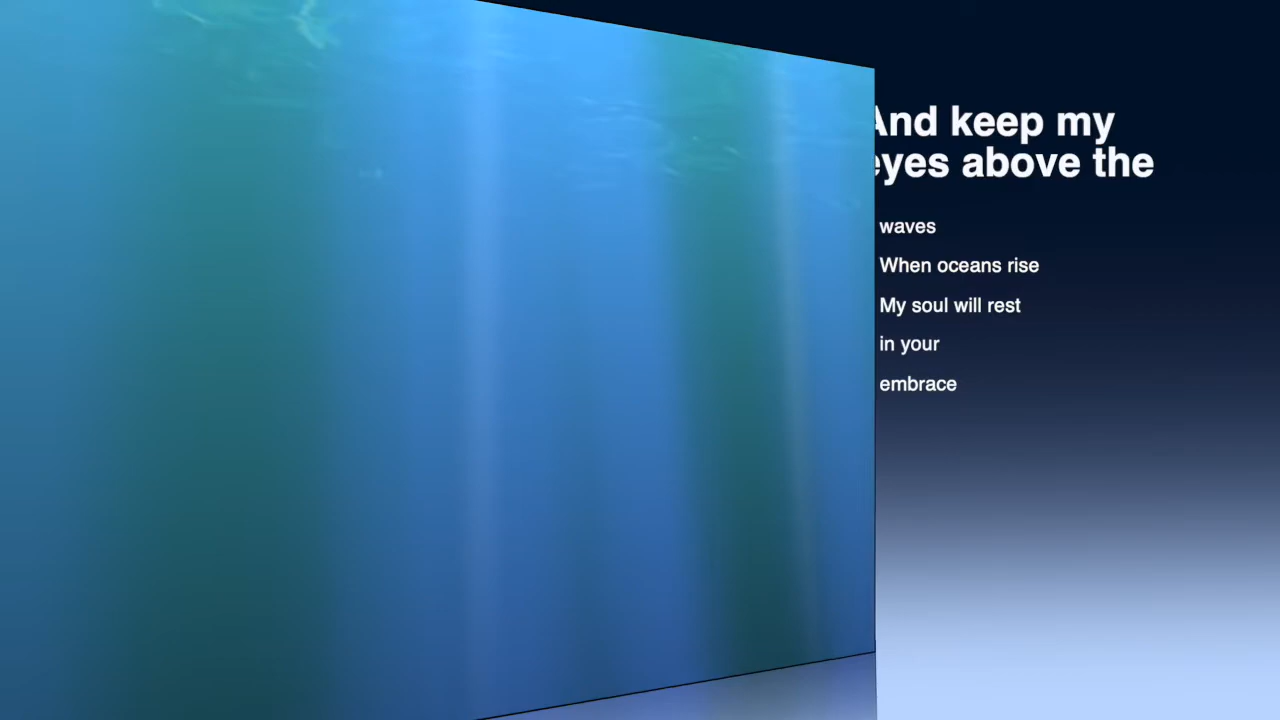 And keep my
eyes above the
waves
When oceans rise
My soul will rest
in your
embrace